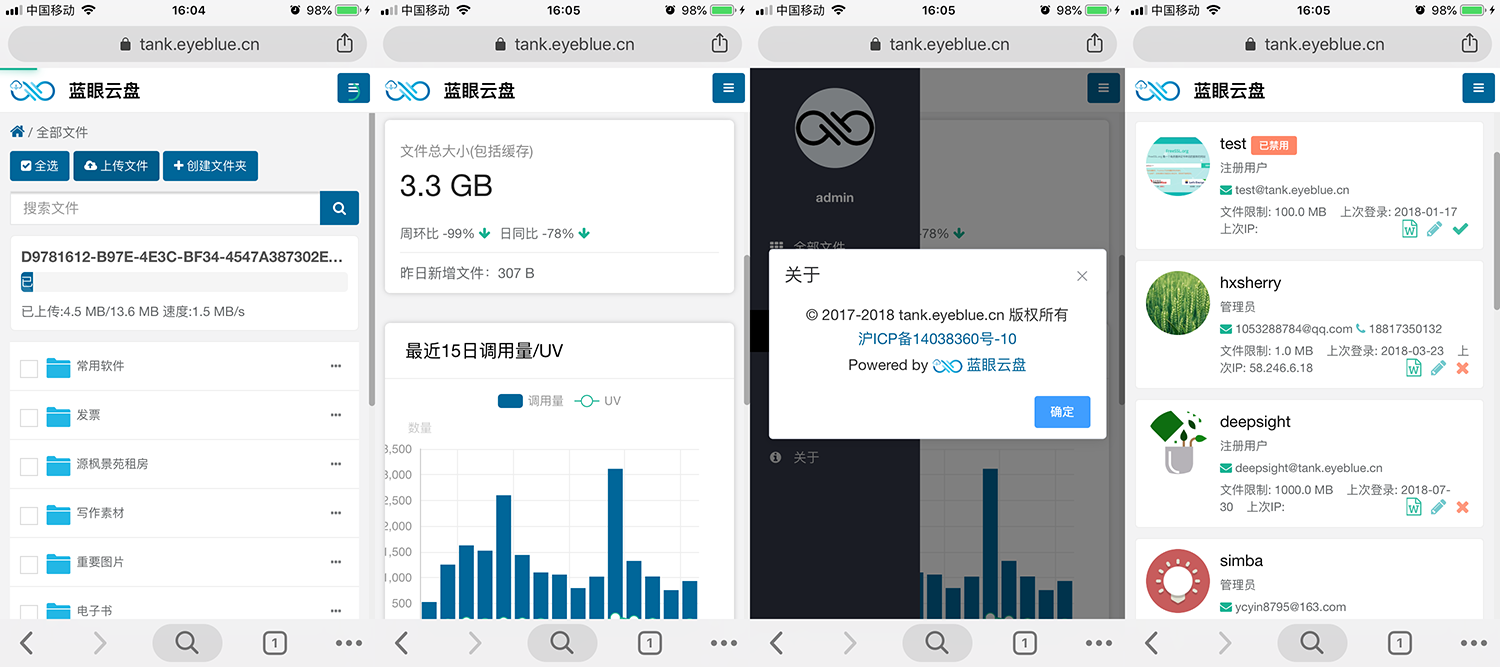 中国移动 16:04 98%
tank.eyeblue.cn
蓝眼云盘
/ 全部文件
全选 上传文件 创建文件夹
搜索文件
D9781612-B97E-4E3C-BF34-4547A387302E...
已
已上传:4.5 MB/13.6 MB 速度:1.5 MB/s
常用软件
发票
源枫景苑租房
写作素材
重要图片
电子书
1
中国移动 16:05 98%
tank.eyeblue.cn
蓝眼云盘
文件总大小(包括缓存)
3.3 GB
周环比 -99% 日同比 -78%
昨日新增文件: 307 B
最近15日调用量/UV
调用量 UV
数量
3,500
3,000
2,500
2,000
1,500
1,000
500
1
中国移动 16:05 98%
tank.eyeblue.cn
admin
-78%
全部文件
关于
© 2017-2018 tank.eyeblue.cn 版权所有
沪ICP备14038360号-10
Powered by 蓝眼云盘
确定
关于
1
中国移动 16:05 98%
tank.eyeblue.cn
蓝眼云盘
test 已禁用
注册用户
test@tank.eyeblue.cn
文件限制: 100.0 MB 上次登录: 2018-01-17
上次IP:
hxsherry
管理员
1053288784@qq.com 18817350132
文件限制: 1.0 MB 上次登录: 2018-03-23 上
次IP: 58.246.6.18
deepsight
注册用户
deepsight@tank.eyeblue.cn
文件限制: 1000.0 MB 上次登录: 2018-07-
30 上次IP:
simba
管理员
ycyin8795@163.com
1